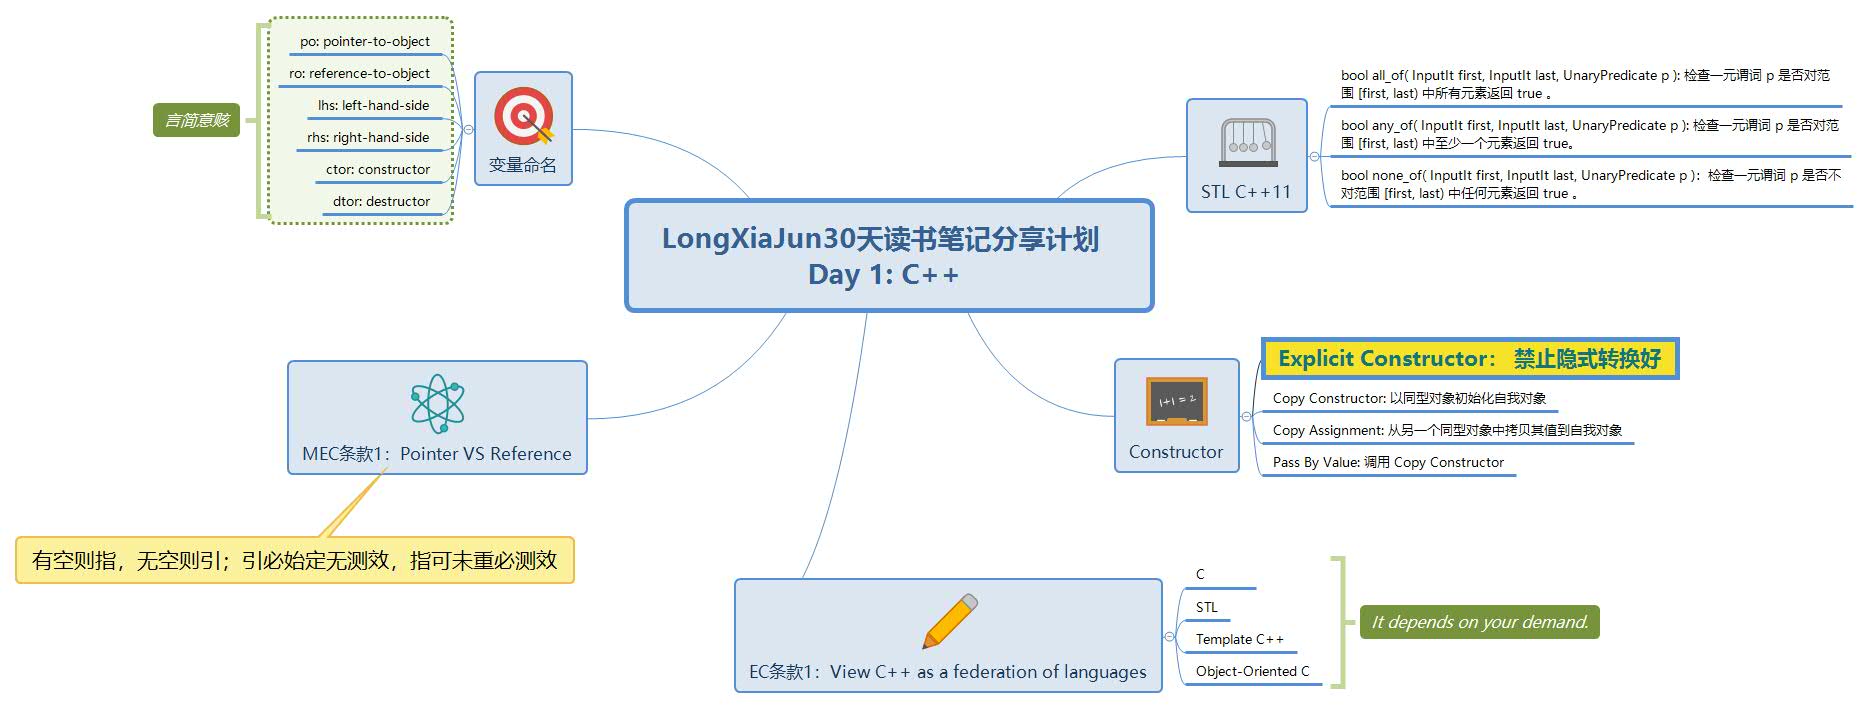 LongXiaJun30天读书笔记分享计划
Day 1: C++
po: pointer-to-object
ro: reference-to-object
lhs: left-hand-side
rhs: right-hand-side
ctor: constructor
dtor: destructor
言简意赅
变量命名
STL C++11
bool all_of( InputIt first, InputIt last, UnaryPredicate p ): 检查一元谓词 p 是否对范
围 [first, last) 中所有元素返回 true 。
bool any_of( InputIt first, InputIt last, UnaryPredicate p ): 检查一元谓词 p 是否对范
围 [first, last) 中至少一个元素返回 true。
bool none_of( InputIt first, InputIt last, UnaryPredicate p )：检查一元谓词 p 是否不
对范围 [first, last) 中任何元素返回 true 。
MEC条款1：Pointer VS Reference
有空则指，无空则引；引必始定无测效，指可未重必测效
1+1=2
Constructor
Explicit Constructor： 禁止隐式转换好
Copy Constructor: 以同型对象初始化自我对象
Copy Assignment: 从另一个同型对象中拷贝其值到自我对象
Pass By Value: 调用 Copy Constructor
EC条款1：View C++ as a federation of languages
C
STL
Template C++
Object-Oriented C
It depends on your demand.